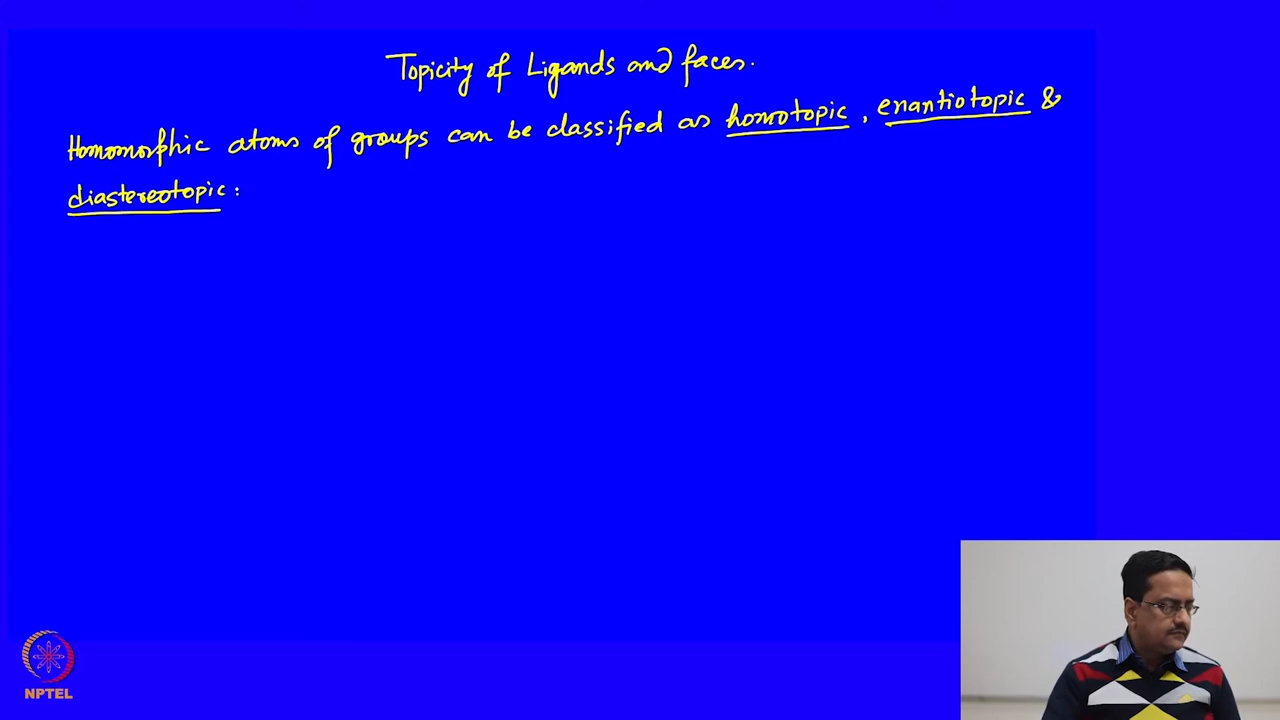 Topicity of Ligands and faces.
Homomorphic atoms of groups can be classified as homotopic, enantiotopic &
diastereotopic:
NPTEL